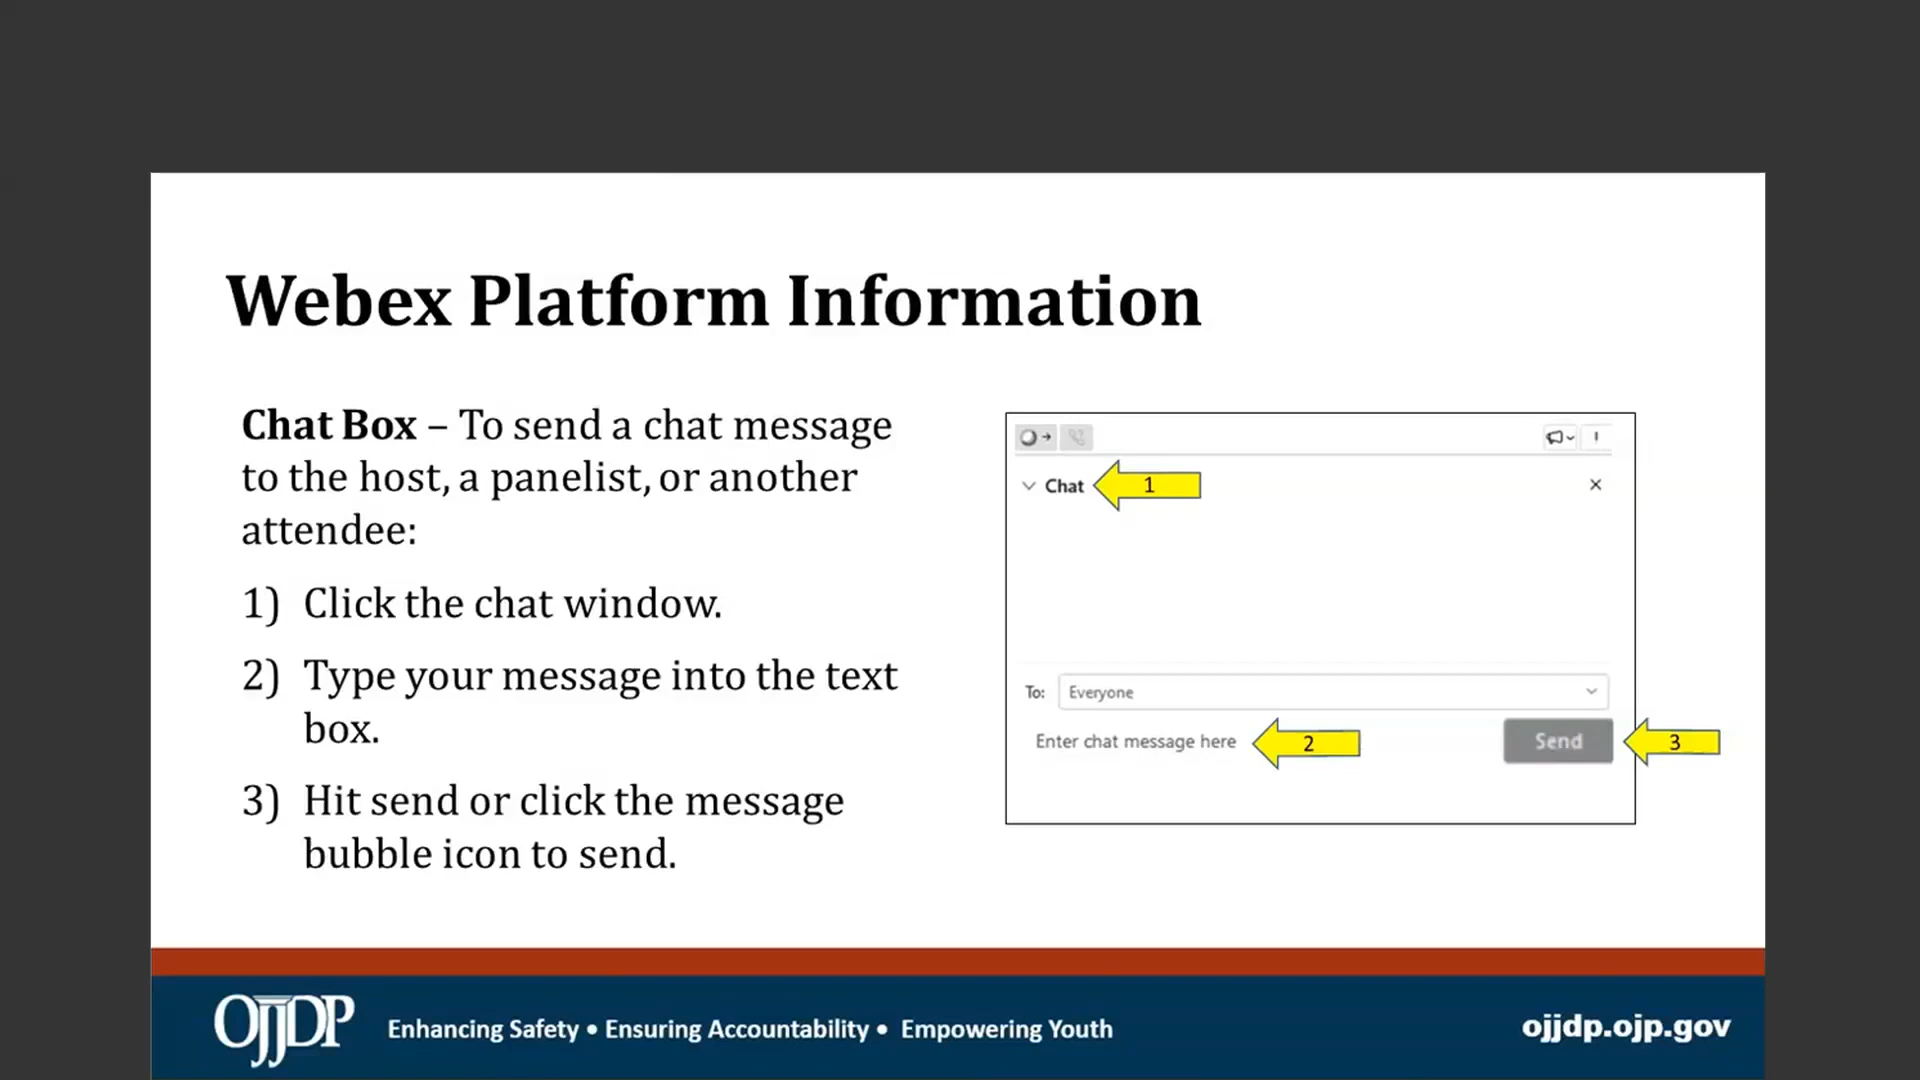 Webex Platform Information
Chat Box – To send a chat message
to the host, a panelist, or another
attendee:
1) Click the chat window.
2) Type your message into the text
box.
3) Hit send or click the message
bubble icon to send.
Chat
1
To: Everyone
Enter chat message here
2
Send
3
OJJDP
Enhancing Safety • Ensuring Accountability • Empowering Youth
ojjdp.ojp.gov